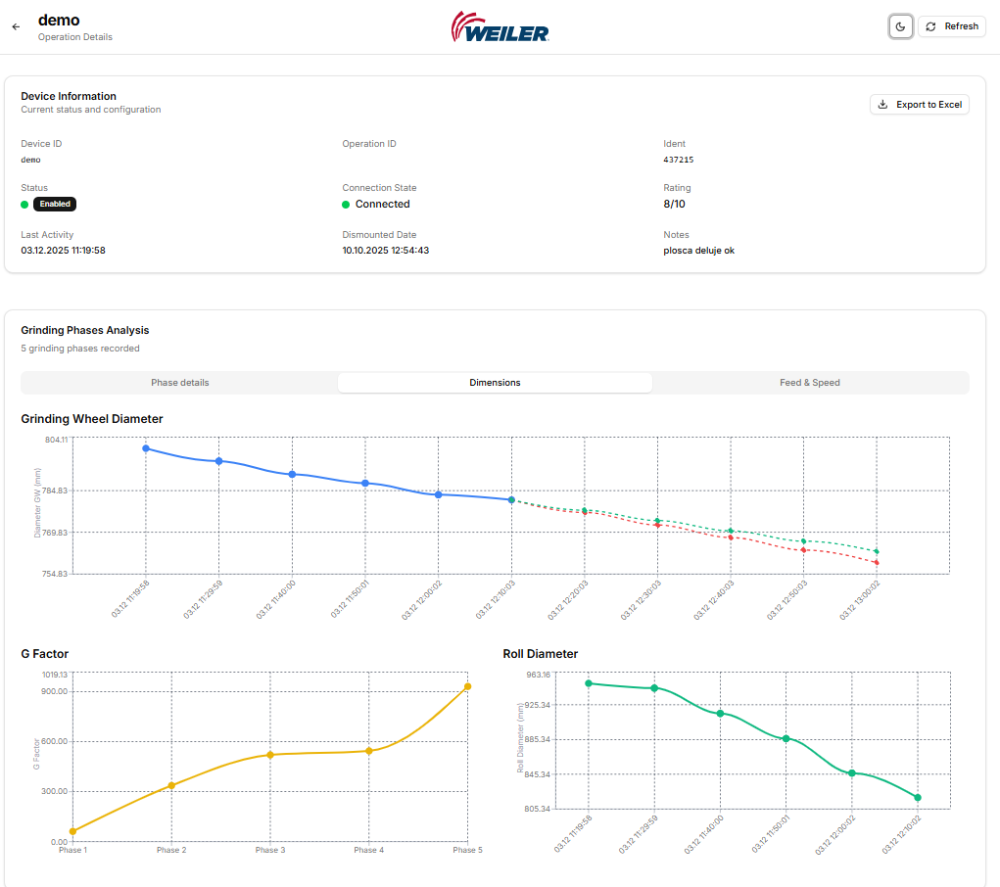 demo
Operation Details
WEILER
Refresh
Device Information
Current status and configuration
Export to Excel
Device ID
Operation ID
Ident
demo
437215
Status
Connection State
Rating
Enabled
Connected
8/10
Last Activity
Dismounted Date
Notes
03.12.2025 11:19:58
10.10.2025 12:54:43
plosca deluje ok
Grinding Phases Analysis
5 grinding phases recorded
Phase details
Dimensions
Feed & Speed
Grinding Wheel Diameter
804.11
784.83
769.83
754.83
Diameter GW (mm)
03.12 11:19:58
03.12 11:29:59
03.12 11:40:00
03.12 11:50:01
03.12 12:00:02
03.12 12:10:03
03.12 12:20:03
03.12 12:30:03
03.12 12:40:03
03.12 12:50:03
03.12 13:00:02
G Factor
1019.13
900.00
600.00
300.00
0.00
G Factor
Phase 1
Phase 2
Phase 3
Phase 4
Phase 5
Roll Diameter
963.16
925.34
885.34
845.34
805.34
Roll Diameter (mm)
03.12 11:19:58
03.12 11:29:59
03.12 11:40:00
03.12 11:50:01
03.12 12:00:02
03.12 12:10:02